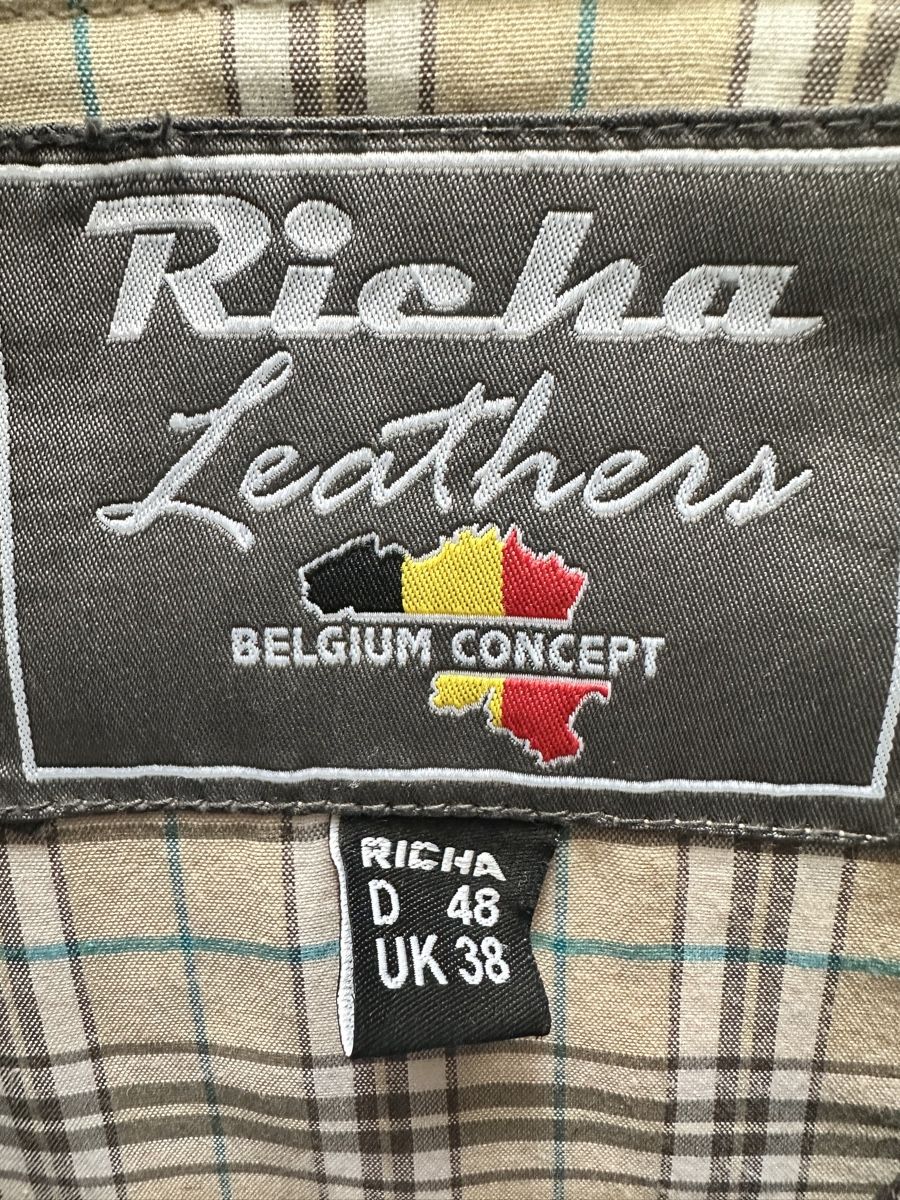 Richa
Leathers
BELGIUM CONCEPT
RICHA
D 48
UK 38